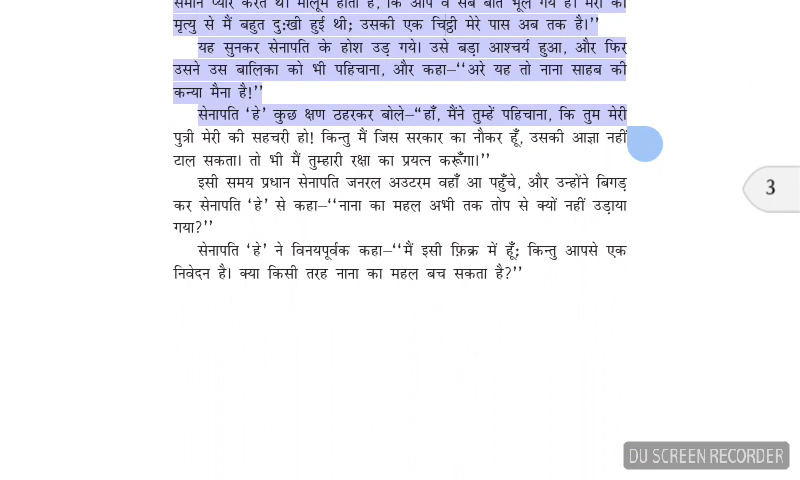 समान प्यार करते थे। मालूम होता है, कि आप वे सब बातें भूल गये हैं। मेरी की
मृत्यु से मैं बहुत दु:खी हुई थी; उसकी एक चिट्ठी मेरे पास अब तक है।’’
यह सुनकर सेनापति के होश उड़ गये। उसे बड़ा आश्चर्य हुआ, और फिर
उसने उस बालिका को भी पहिचाना, और कहा–‘‘अरे यह तो नाना साहब की
कन्या मैना है!’’
सेनापति ‘हे’ कुछ क्षण ठहरकर बोले–“हाँ, मैंने तुम्हें पहिचाना, कि तुम मेरी
पुत्री मेरी की सहचरी हो! किन्तु मैं जिस सरकार का नौकर हूँ, उसकी आज्ञा नहीं
टाल सकता। तो भी मैं तुम्हारी रक्षा का प्रयत्न करूँगा।’’
इसी समय प्रधान सेनापति जनरल अउटरम वहाँ आ पहुँचे, और उन्होंने बिगड़
कर सेनापति ‘हे’ से कहा–‘‘नाना का महल अभी तक तोप से क्यों नहीं उड़ाया
गया?’’
सेनापति ‘हे’ ने विनयपूर्वक कहा–‘‘मैं इसी फ़िक्र में हूँ; किन्तु आपसे एक
निवेदन है। क्या किसी तरह नाना का महल बच सकता है?’’
3
DU SCREEN RECORDER